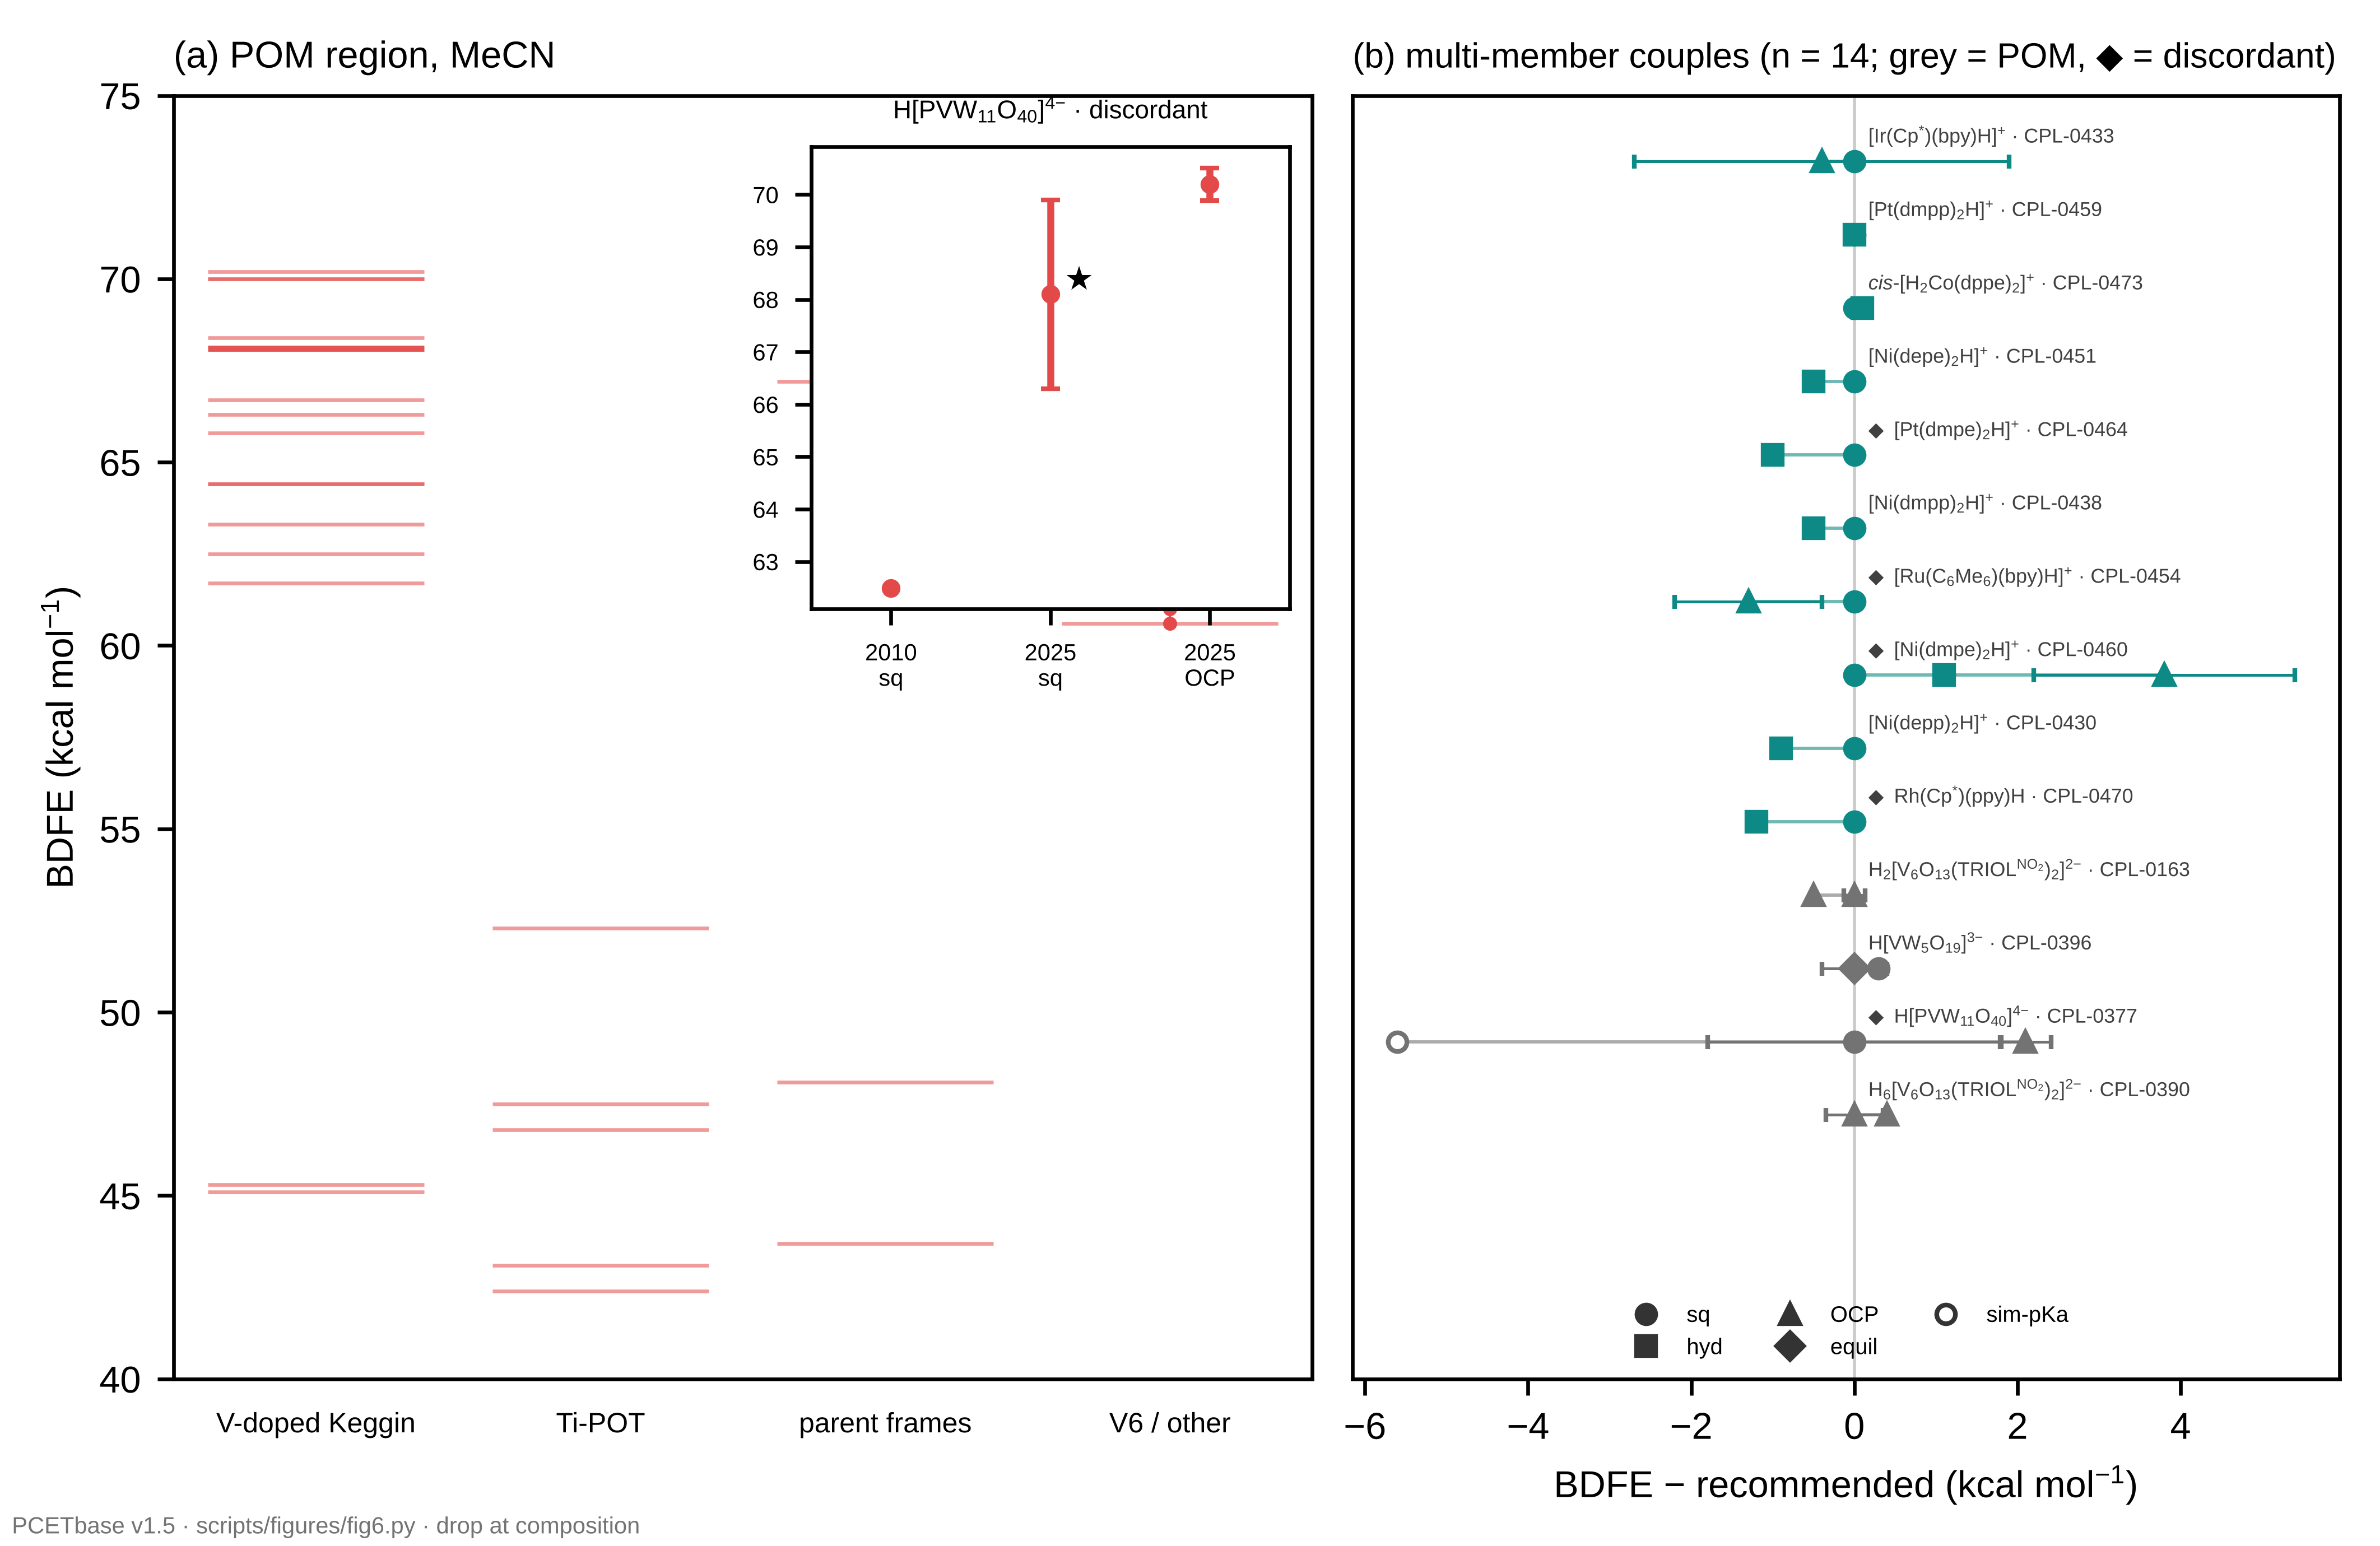 (a) POM region, MeCN
BDFE (kcal mol⁻¹)
75
70
65
60
55
50
45
40
V-doped Keggin
Ti-POT
parent frames
V6 / other
H[PVW₁₁O₄₀]⁴⁻ · discordant
70
69
68
67
66
65
64
63
2010
sq
2025
sq
2025
OCP
(b) multi-member couples (n = 14; grey = POM, ◆ = discordant)
[Ir(Cp*)(bpy)H]⁺ · CPL-0433
[Pt(dmpp)₂H]⁺ · CPL-0459
cis-[H₂Co(dppe)₂]⁺ · CPL-0473
[Ni(depe)₂H]⁺ · CPL-0451
◆ [Pt(dmpe)₂H]⁺ · CPL-0464
[Ni(dmpp)₂H]⁺ · CPL-0438
◆ [Ru(C₆Me₆)(bpy)H]⁺ · CPL-0454
◆ [Ni(dmpe)₂H]⁺ · CPL-0460
[Ni(depp)₂H]⁺ · CPL-0430
◆ Rh(Cp*)(ppy)H · CPL-0470
H₂[V₆O₁₃(TRIOL^NO₂)₂]²⁻ · CPL-0163
H[VW₅O₁₉]³⁻ · CPL-0396
◆ H[PVW₁₁O₄₀]⁴⁻ · CPL-0377
H₆[V₆O₁₃(TRIOL^NO₂)₂]²⁻ · CPL-0390
sq
OCP
sim-pKa
hyd
equil
−6
−4
−2
0
2
4
BDFE − recommended (kcal mol⁻¹)
PCETbase v1.5 · scripts/figures/fig6.py · drop at composition